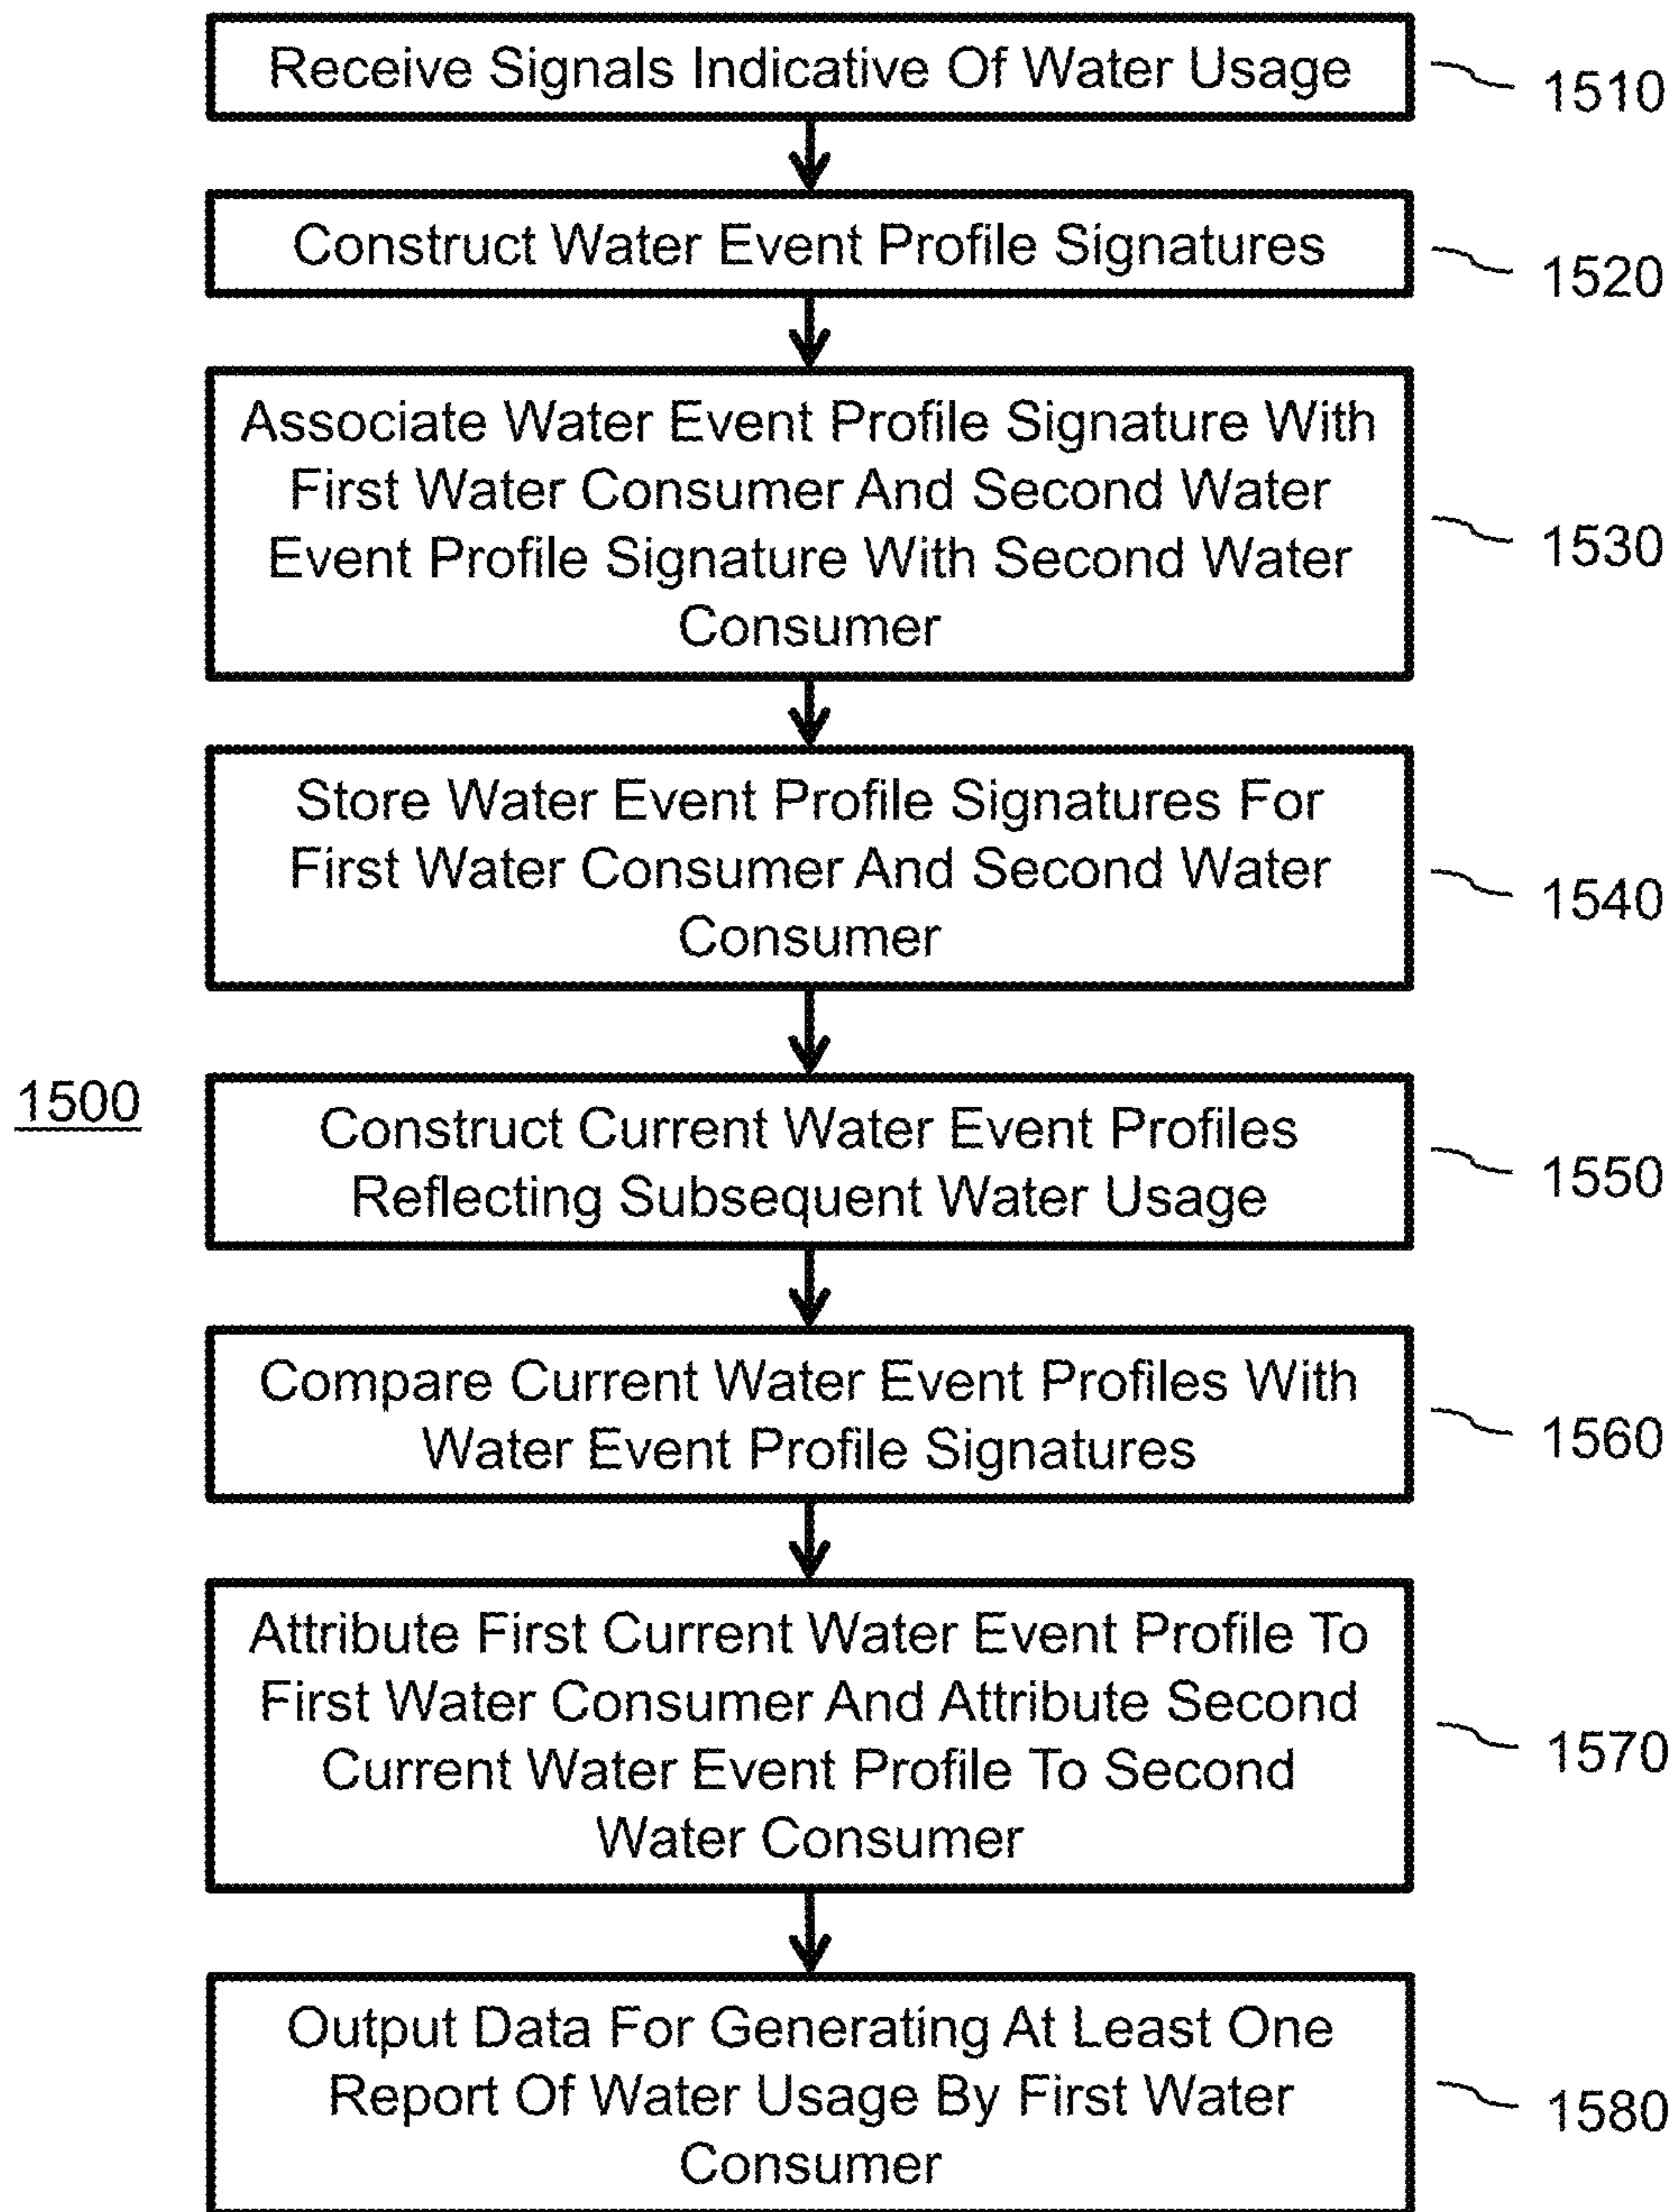 Receive Signals Indicative Of Water Usage
1510
Construct Water Event Profile Signatures
1520
Associate Water Event Profile Signature With
First Water Consumer And Second Water
Event Profile Signature With Second Water
Consumer
1530
Store Water Event Profile Signatures For
First Water Consumer And Second Water
Consumer
1540
1500
Construct Current Water Event Profiles
Reflecting Subsequent Water Usage
1550
Compare Current Water Event Profiles With
Water Event Profile Signatures
1560
Attribute First Current Water Event Profile To
First Water Consumer And Attribute Second
Current Water Event Profile To Second
Water Consumer
1570
Output Data For Generating At Least One
Report Of Water Usage By First Water
Consumer
1580